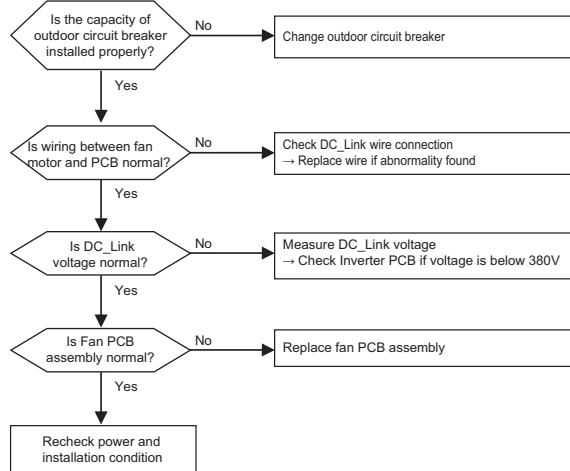 Is the capacity of
outdoor circuit breaker
installed properly?
No
Change outdoor circuit breaker
Yes
Is wiring between fan
motor and PCB normal?
No
Check DC_Link wire connection
→ Replace wire if abnormality found
Yes
Is DC_Link
voltage normal?
No
Measure DC_Link voltage
→ Check Inverter PCB if voltage is below 380V
Yes
Is Fan PCB
assembly normal?
No
Replace fan PCB assembly
Yes
Recheck power and
installation condition